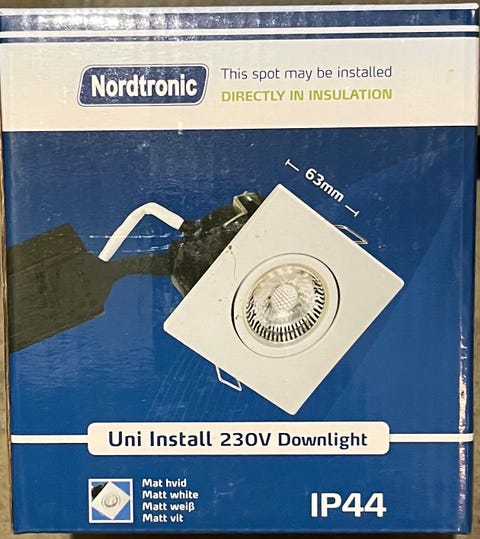 Nordtronic
This spot may be installed
DIRECTLY IN INSULATION
63mm
Uni Install 230V Downlight
Mat hvid
Matt white
Matt weiß
Matt vit
IP44